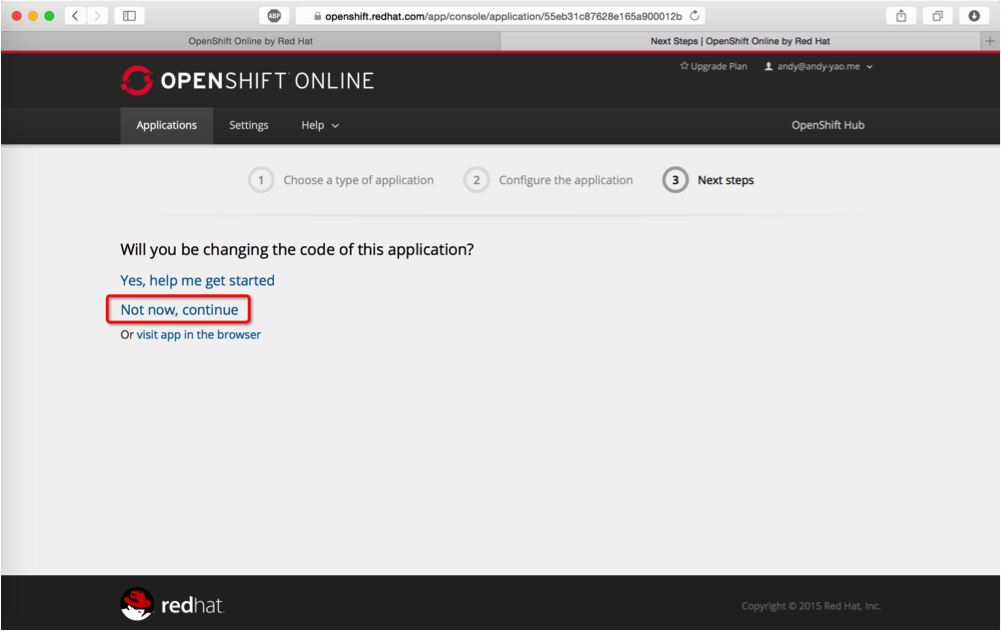 ABP
openshift.redhat.com/app/console/application/55eb31c87628e165a900012b
OpenShift Online by Red Hat
Next Steps | OpenShift Online by Red Hat
OPENSHIFT ONLINE
Upgrade Plan
andy@andy-yao.me
Applications
Settings
Help
OpenShift Hub
1 Choose a type of application
2 Configure the application
3 Next steps
Will you be changing the code of this application?
Yes, help me get started
Not now, continue
Or visit app in the browser
redhat.
Copyright © 2015 Red Hat, Inc.